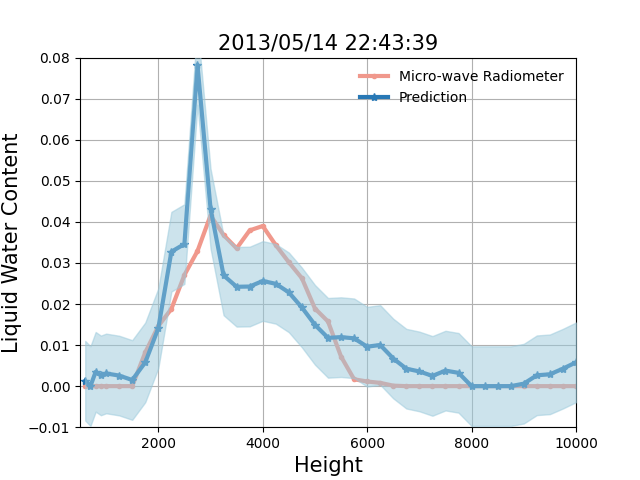 2013/05/14 22:43:39
Micro-wave Radiometer
Prediction
Liquid Water Content
0.08
0.07
0.06
0.05
0.04
0.03
0.02
0.01
0.00
−0.01
2000 4000 6000 8000 10000
Height